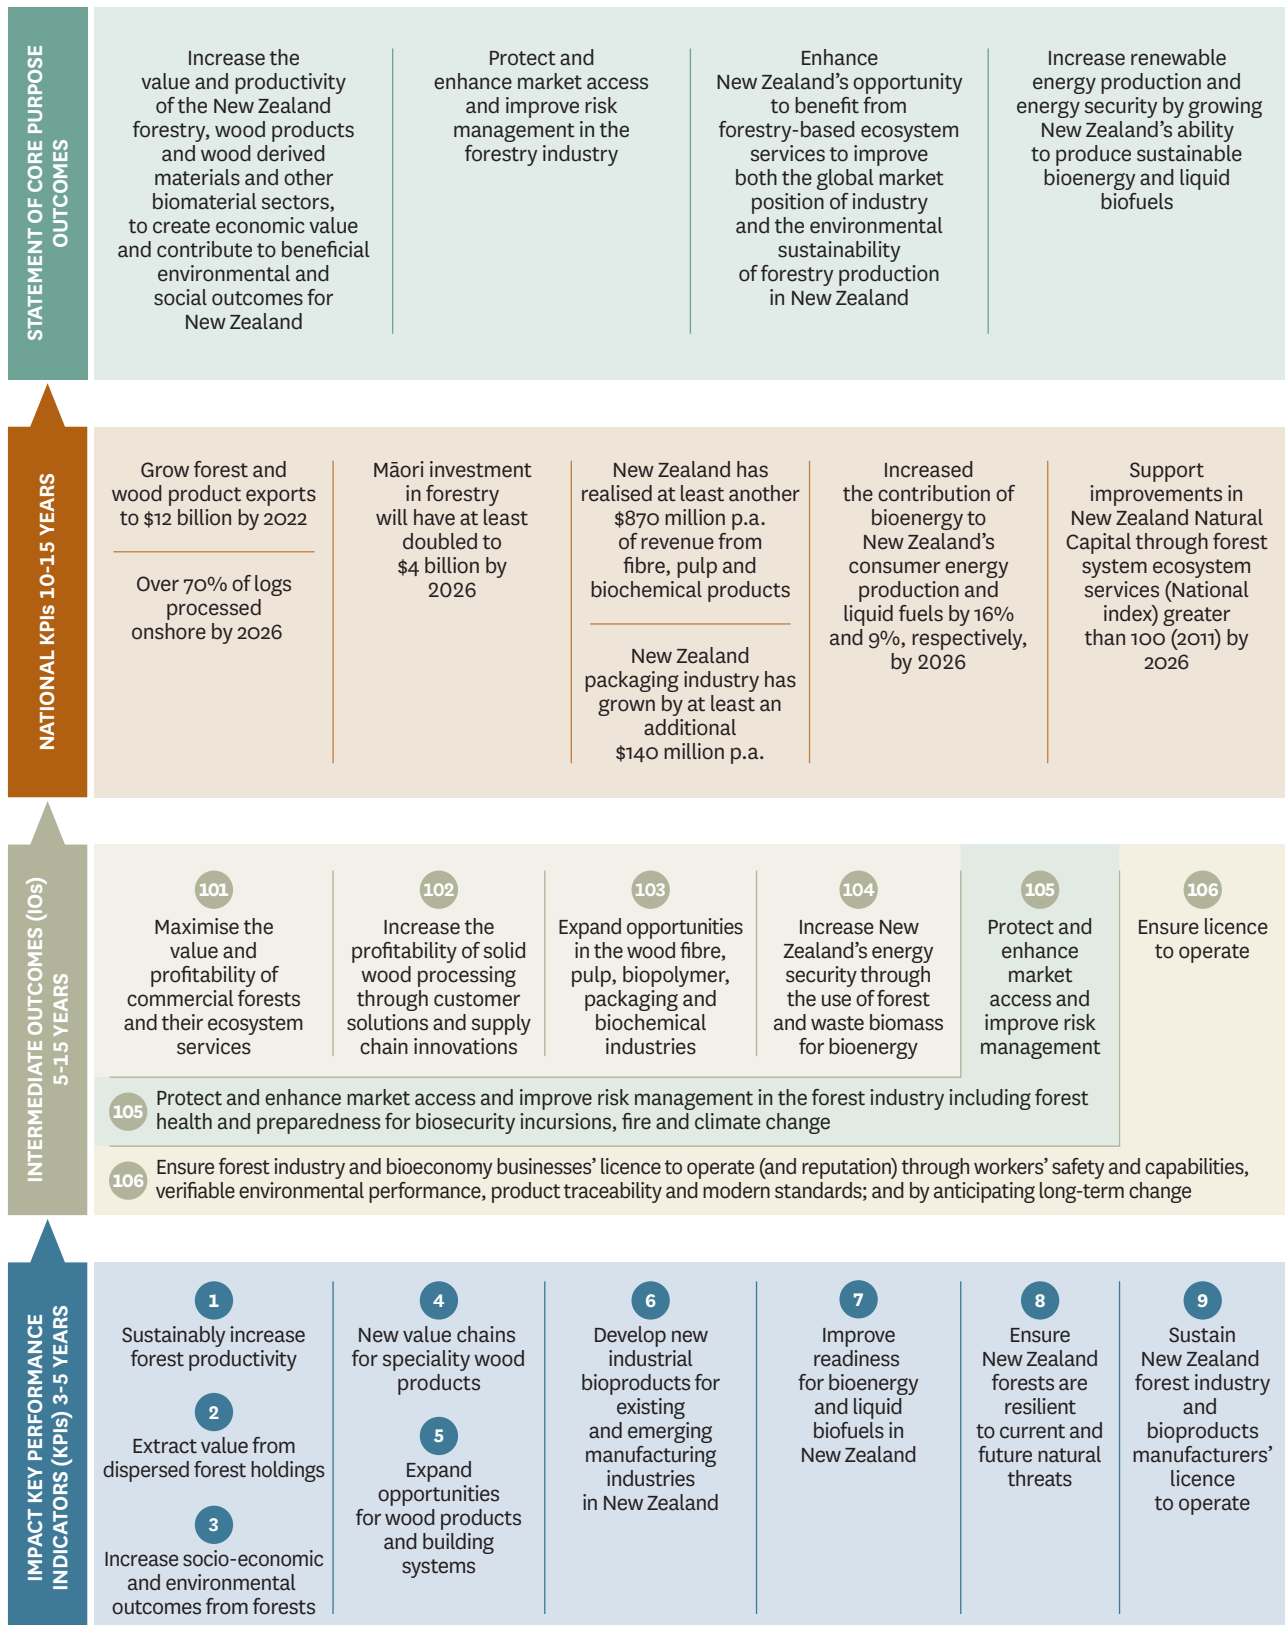 STATEMENT OF CORE PURPOSE
OUTCOMES
Increase the
value and productivity
of the New Zealand
forestry, wood products
and wood derived
materials and other
biomaterial sectors,
to create economic value
and contribute to beneficial
environmental and
social outcomes for
New Zealand
Protect and
enhance market access
and improve risk
management in the
forestry industry
Enhance
New Zealand’s opportunity
to benefit from
forestry-based ecosystem
services to improve
both the global market
position of industry
and the environmental
sustainability
of forestry production
in New Zealand
Increase renewable
energy production and
energy security by growing
New Zealand’s ability
to produce sustainable
bioenergy and liquid
biofuels
NATIONAL KPIs 10-15 YEARS
Grow forest and
wood product exports
to $12 billion by 2022
Over 70% of logs
processed
onshore by 2026
Māori investment
in forestry
will have at least
doubled to
$4 billion by
2026
New Zealand has
realised at least another
$870 million p.a.
of revenue from
fibre, pulp and
biochemical products
New Zealand
packaging industry has
grown by at least an
additional
$140 million p.a.
Increased
the contribution of
bioenergy to
New Zealand’s
consumer energy
production and
liquid fuels by 16%
and 9%, respectively,
by 2026
Support
improvements in
New Zealand Natural
Capital through forest
system ecosystem
services (National
index) greater
than 100 (2011) by
2026
INTERMEDIATE OUTCOMES (IOs)
5-15 YEARS
101
Maximise the
value and
profitability of
commercial forests
and their ecosystem
services
102
Increase the
profitability of solid
wood processing
through customer
solutions and supply
chain innovations
103
Expand opportunities
in the wood fibre,
pulp, biopolymer,
packaging and
biochemical
industries
104
Increase New
Zealand’s energy
security through
the use of forest
and waste biomass
for bioenergy
105
Protect and
enhance
market
access and
improve risk
management
106
Ensure licence
to operate
105
Protect and enhance market access and improve risk management in the forest industry including forest
health and preparedness for biosecurity incursions, fire and climate change
106
Ensure forest industry and bioeconomy businesses’ licence to operate (and reputation) through workers’ safety and capabilities,
verifiable environmental performance, product traceability and modern standards; and by anticipating long-term change
IMPACT KEY PERFORMANCE
INDICATORS (KPIs) 3-5 YEARS
1
Sustainably increase
forest productivity
2
Extract value from
dispersed forest holdings
3
Increase socio-economic
and environmental
outcomes from forests
4
New value chains
for speciality wood
products
5
Expand
opportunities
for wood products
and building
systems
6
Develop new
industrial
bioproducts for
existing
and emerging
manufacturing
industries
in New Zealand
7
Improve
readiness
for bioenergy
and liquid
biofuels in
New Zealand
8
Ensure
New Zealand
forests are
resilient
to current and
future natural
threats
9
Sustain
New Zealand
forest industry
and
bioproducts
manufacturers’
licence
to operate